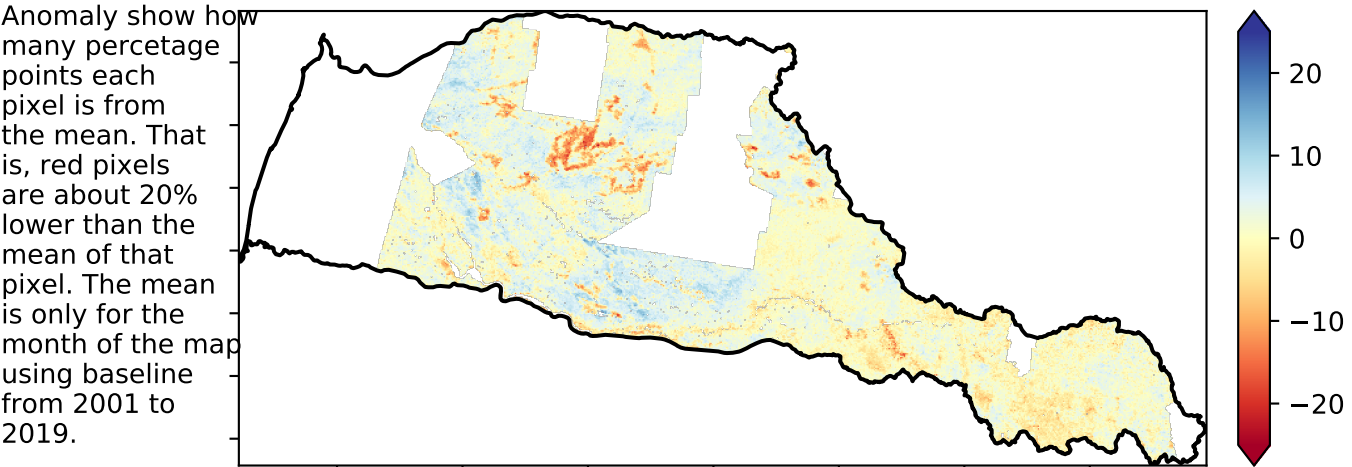 Anomaly show how
many percetage
points each
pixel is from
the mean. That
is, red pixels
are about 20%
lower than the
mean of that
pixel. The mean
is only for the
month of the map
using baseline
from 2001 to
2019.
20
10
0
−10
−20